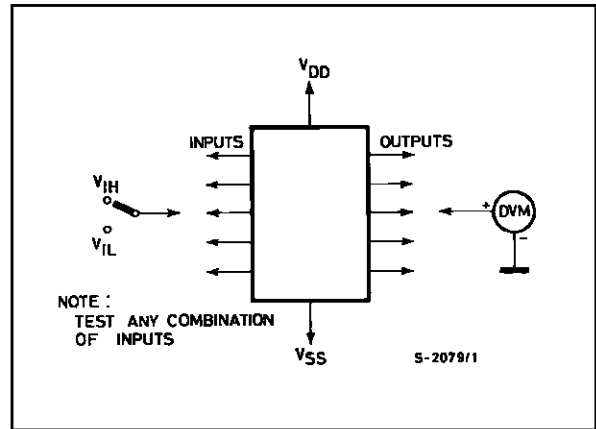 VDD
INPUTS
OUTPUTS
VIH
VIL
+
DVM
-
NOTE :
TEST ANY COMBINATION
OF INPUTS
VSS
S-2079/1